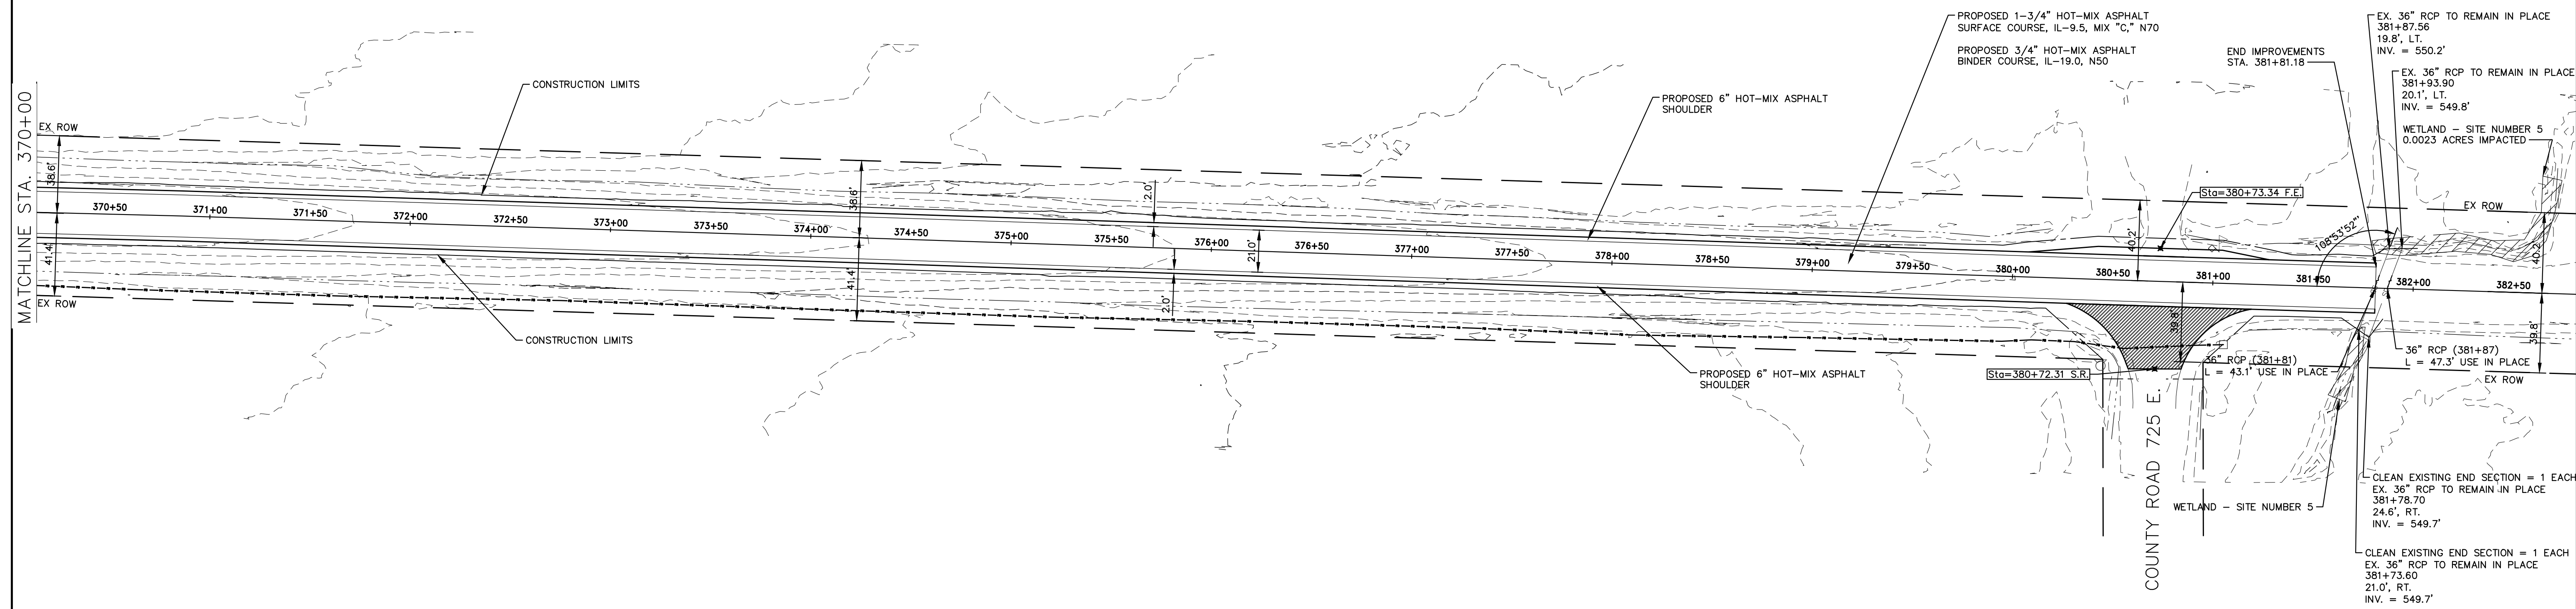 MATCHLINE STA. 370+00
EX ROW
38.6'
41.4'
EX ROW
CONSTRUCTION LIMITS
CONSTRUCTION LIMITS
370+50
371+00
371+50
372+00
372+50
373+00
373+50
374+00
374+50
375+00
375+50
376+00
376+50
377+00
377+50
378+00
378+50
379+00
379+50
380+00
380+50
381+00
381+50
382+00
382+50
38.6'
41.4'
2.0'
2.0'
21.0'
PROPOSED 6" HOT-MIX ASPHALT
SHOULDER
PROPOSED 6" HOT-MIX ASPHALT
SHOULDER
PROPOSED 1-3/4" HOT-MIX ASPHALT
SURFACE COURSE, IL-9.5, MIX "C," N70
PROPOSED 3/4" HOT-MIX ASPHALT
BINDER COURSE, IL-19.0, N50
END IMPROVEMENTS
STA. 381+81.18
EX. 36" RCP TO REMAIN IN PLACE
381+87.56
19.8', LT.
INV. = 550.2'
EX. 36" RCP TO REMAIN IN PLACE
381+93.90
20.1', LT.
INV. = 549.8'
WETLAND - SITE NUMBER 5
0.0023 ACRES IMPACTED
Sta=380+73.34 F.E.
EX ROW
108°53'52"
40.2'
40.2'
39.8'
39.8'
Sta=380+72.31 S.R.
36" RCP (381+81)
L = 43.1' USE IN PLACE
36" RCP (381+87)
L = 47.3' USE IN PLACE
EX ROW
COUNTY ROAD 725 E.
WETLAND - SITE NUMBER 5
CLEAN EXISTING END SECTION = 1 EACH
EX. 36" RCP TO REMAIN IN PLACE
381+78.70
24.6', RT.
INV. = 549.7'
CLEAN EXISTING END SECTION = 1 EACH
EX. 36" RCP TO REMAIN IN PLACE
381+73.60
21.0', RT.
INV. = 549.7'